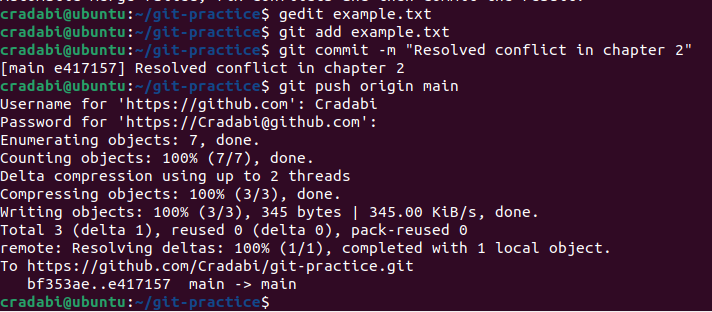 cradabi@ubuntu:~/git-practice$ gedit example.txt
cradabi@ubuntu:~/git-practice$ git add example.txt
cradabi@ubuntu:~/git-practice$ git commit -m "Resolved conflict in chapter 2"
[main e417157] Resolved conflict in chapter 2
cradabi@ubuntu:~/git-practice$ git push origin main
Username for 'https://github.com': Cradabi
Password for 'https://Cradabi@github.com':
Enumerating objects: 7, done.
Counting objects: 100% (7/7), done.
Delta compression using up to 2 threads
Compressing objects: 100% (3/3), done.
Writing objects: 100% (3/3), 345 bytes | 345.00 KiB/s, done.
Total 3 (delta 1), reused 0 (delta 0), pack-reused 0
remote: Resolving deltas: 100% (1/1), completed with 1 local object.
To https://github.com/Cradabi/git-practice.git
   bf353ae..e417157  main -> main
cradabi@ubuntu:~/git-practice$